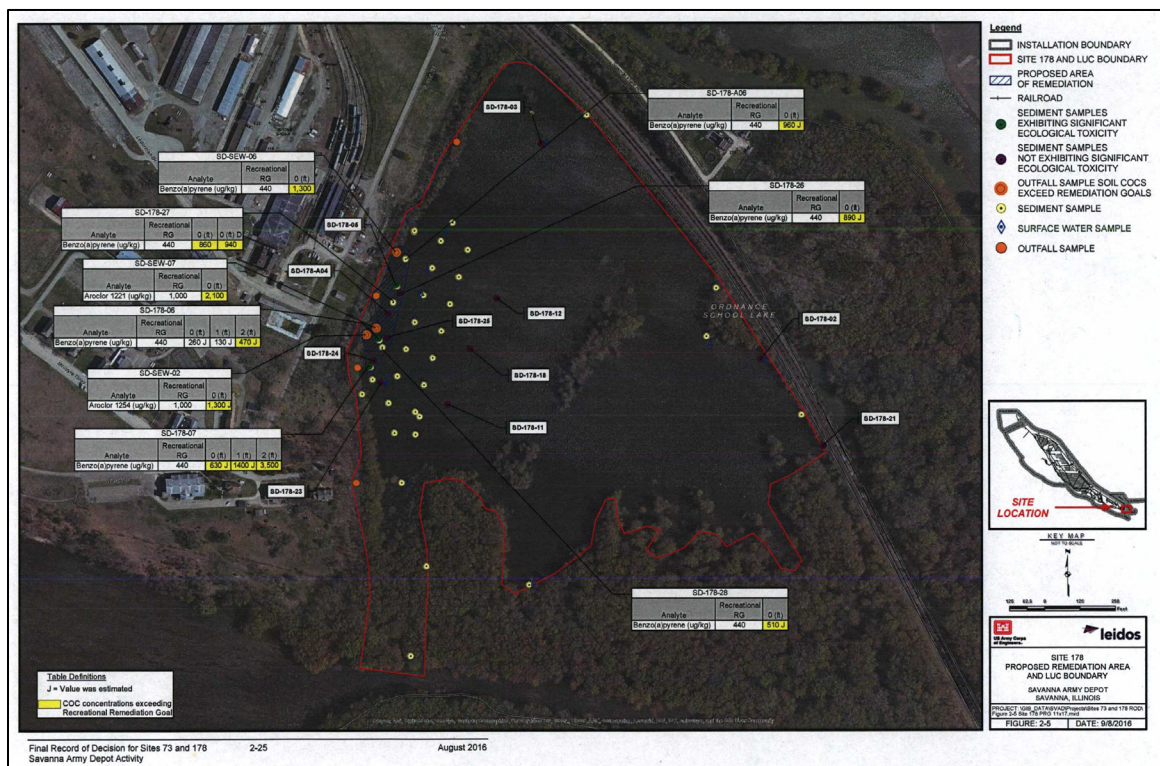 Legend
INSTALLATION BOUNDARY
SITE 178 AND LUC BOUNDARY
PROPOSED AREA
OF REMEDIATION
RAILROAD
SEDIMENT SAMPLES
EXHIBITING SIGNIFICANT
ECOLOGICAL TOXICITY
SEDIMENT SAMPLES
NOT EXHIBITING SIGNIFICANT
ECOLOGICAL TOXICITY
OUTFALL SAMPLE SOIL COCS
EXCEED REMEDIATION GOALS
SEDIMENT SAMPLE
SURFACE WATER SAMPLE
OUTFALL SAMPLE
SD-178-03
SD-178-A06
Analyte Recreational RG 0 (ft)
Benzo(a)pyrene (ug/kg) 440 960 J
SD-SEW-06
Analyte Recreational RG 0 (ft)
Benzo(a)pyrene (ug/kg) 440 1,300
SD-178-26
Analyte Recreational RG 0 (ft)
Benzo(a)pyrene (ug/kg) 440 890 J
SD-178-27
Analyte Recreational RG 0 (ft) 0 (ft) D
Benzo(a)pyrene (ug/kg) 440 860 940
SD-178-05
SD-SEW-07
Analyte Recreational RG 0 (ft)
Aroclor 1221 (ug/kg) 1,000 2,100
SD-178-A04
SD-178-06
Analyte Recreational RG 0 (ft) 1 (ft) 2 (ft)
Benzo(a)pyrene (ug/kg) 440 260 J 130 J 470 J
SD-178-12
ORDNANCE
SCHOOL LAKE
SD-178-02
SD-178-25
SD-178-24
SD-178-18
SD-SEW-02
Analyte Recreational RG 0 (ft)
Aroclor 1254 (ug/kg) 1,000 1,300 J
SD-178-11
SD-178-21
SD-178-07
Analyte Recreational RG 0 (ft) 1 (ft) 2 (ft)
Benzo(a)pyrene (ug/kg) 440 630 J 1400 J 3,500
SD-178-23
SD-178-28
Analyte Recreational RG 0 (ft)
Benzo(a)pyrene (ug/kg) 440 510 J
SITE
LOCATION
KEY MAP
NOT TO SCALE
N
125 62.5 0 125 250
Feet
US Army Corps
of Engineers
leidos
SITE 178
PROPOSED REMEDIATION AREA
AND LUC BOUNDARY
SAVANNA ARMY DEPOT
SAVANNA, ILLINOIS
FIGURE: 2-5 DATE: 9/8/2016
Table Definitions
J = Value was estimated
COC concentrations exceeding
Recreational Remediation Goal
Final Record of Decision for Sites 73 and 178 2-25 August 2016
Savanna Army Depot Activity